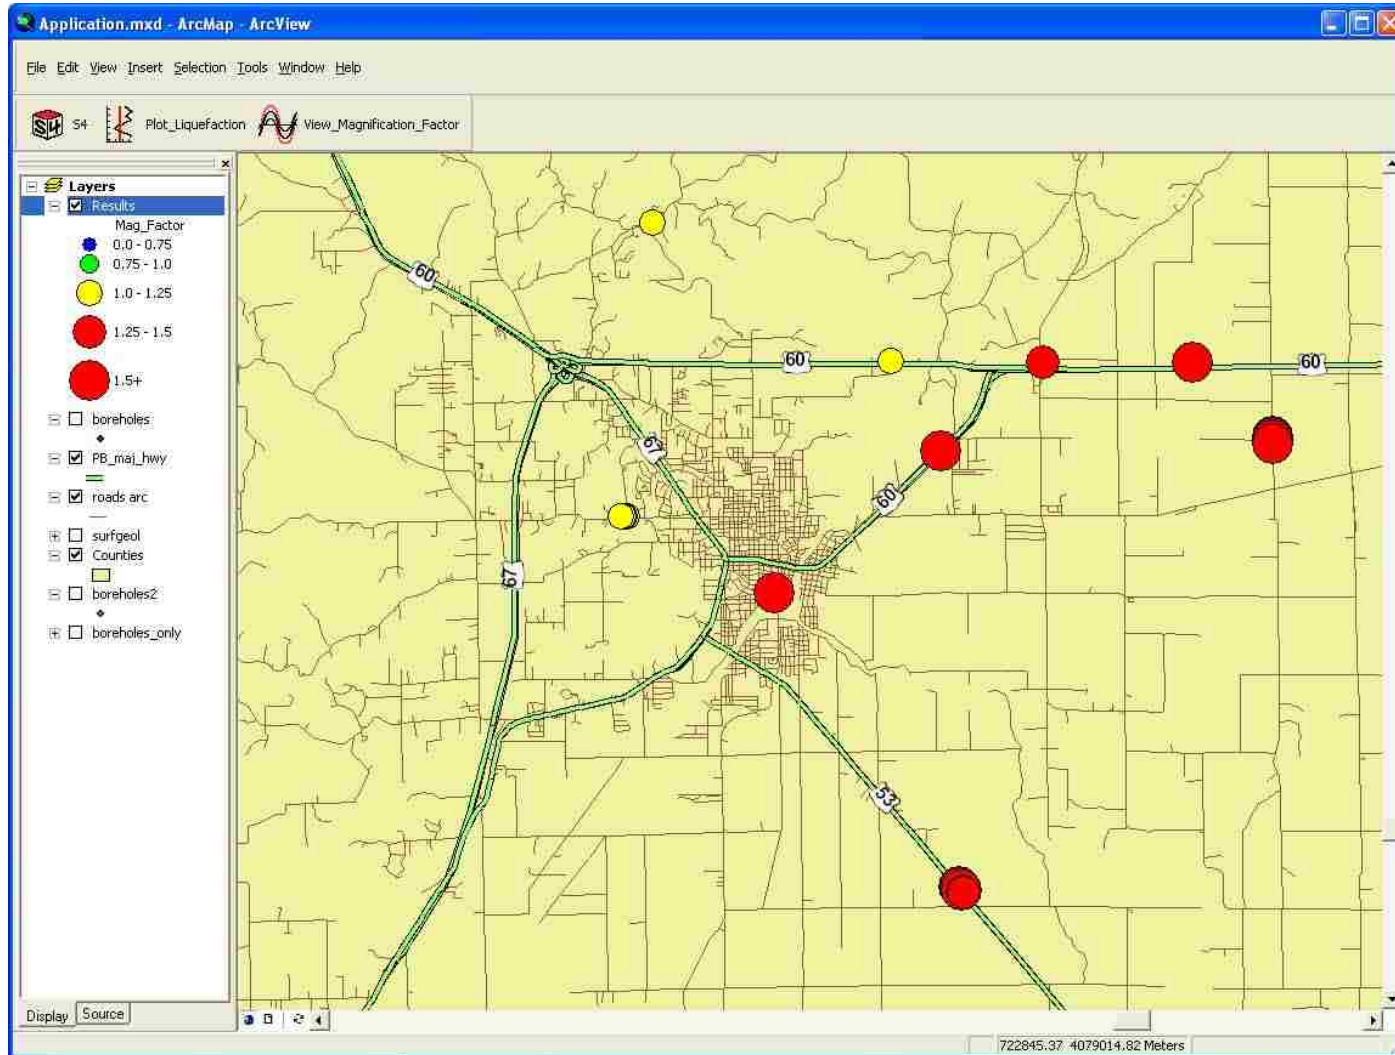 Application.mxd - ArcMap - ArcView
File Edit View Insert Selection Tools Window Help
S4 Plot_Liquefaction View_Magnification_Factor
Layers
Results
Mag_Factor
0.0 - 0.75
0.75 - 1.0
1.0 - 1.25
1.25 - 1.5
1.5+
boreholes
PB_maj_hwy
roads arc
surfgeol
Counties
boreholes2
boreholes_only
Display Source
60
60
60
67
60
67
53
722845.37 4079014.82 Meters